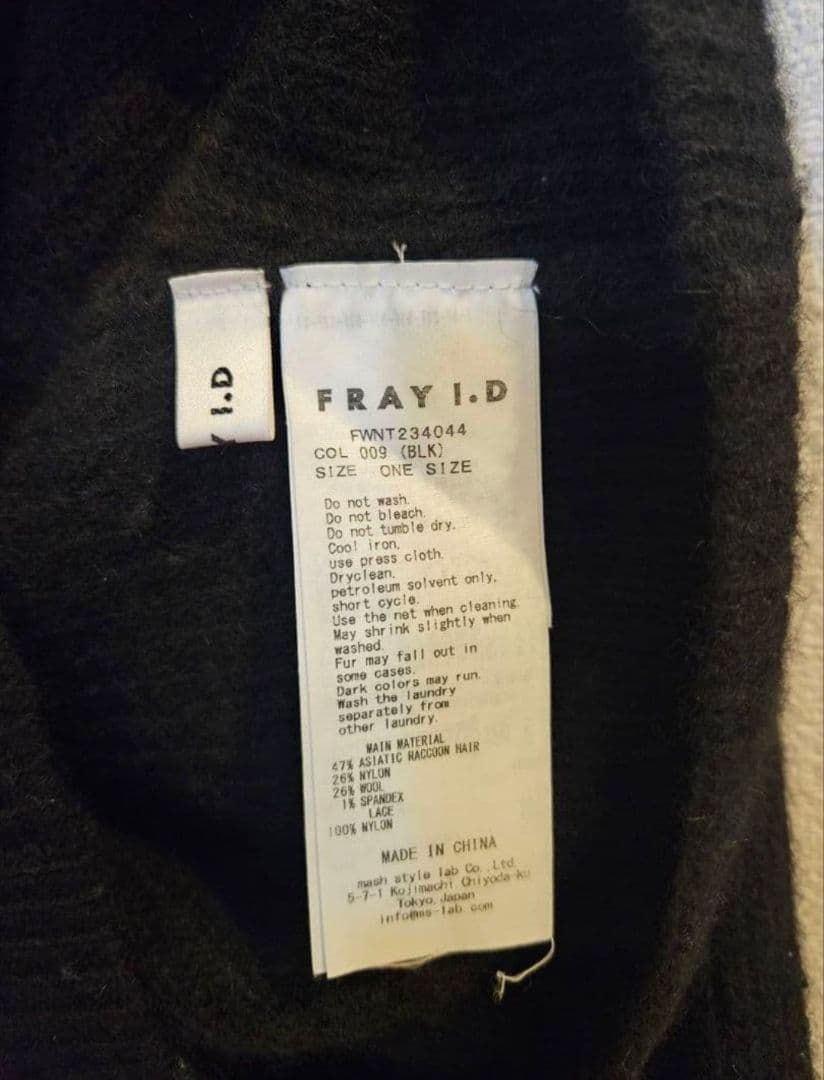 Y I.D
FRAY I.D
FWNT234044
COL 009 (BLK)
SIZE ONE SIZE
Do not wash.
Do not bleach.
Do not tumble dry.
Cool iron,
use press cloth.
Dryclean,
petroleum solvent only,
short cycle.
Use the net when cleaning.
May shrink slightly when
washed.
Fur may fall out in
some cases.
Dark colors may run.
Wash the laundry
separately from
other laundry.
MAIN MATERIAL
47% ASIATIC RACCOON HAIR
26% NYLON
26% WOOL
1% SPANDEX
LACE
100% NYLON
MADE IN CHINA
mash style lab Co.,Ltd.
5-7-1 Kojimachi,Chiyoda-ku
Tokyo,Japan
info@ms-lab.com